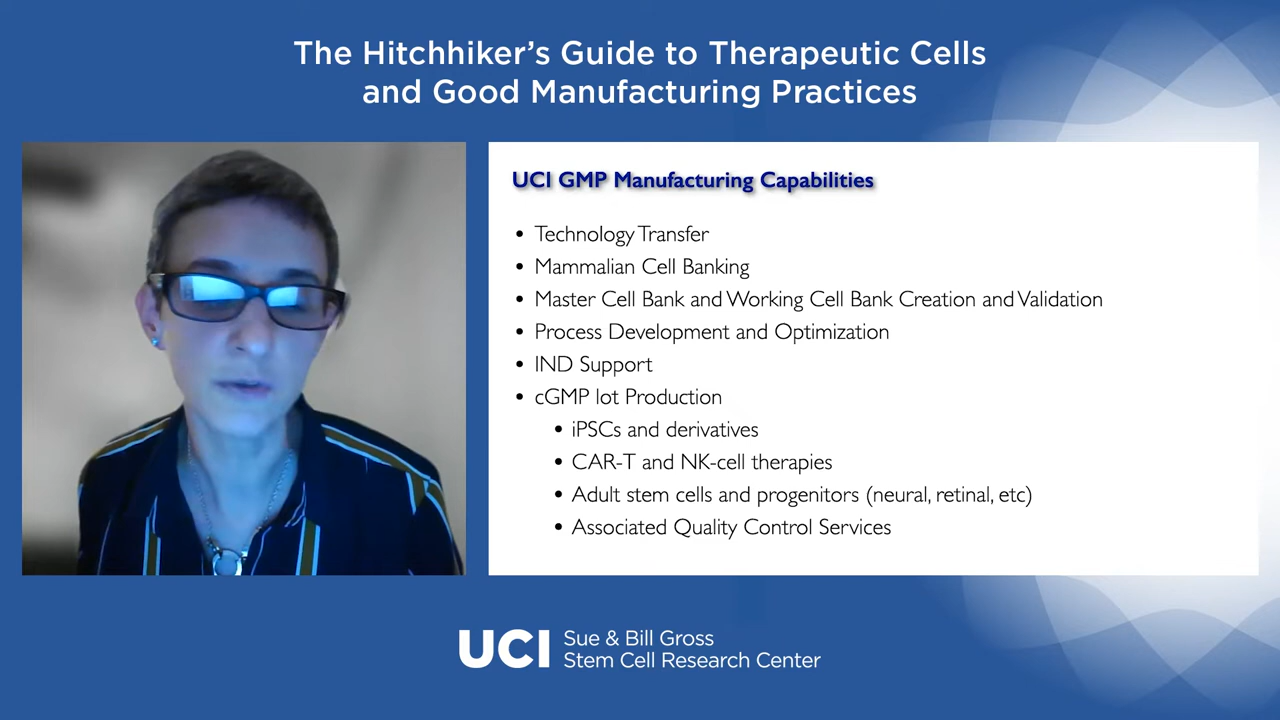 The Hitchhiker's Guide to Therapeutic Cells
and Good Manufacturing Practices
UCI GMP Manufacturing Capabilities
• Technology Transfer
• Mammalian Cell Banking
• Master Cell Bank and Working Cell Bank Creation and Validation
• Process Development and Optimization
• IND Support
• cGMP lot Production
• iPSCs and derivatives
• CAR-T and NK-cell therapies
• Adult stem cells and progenitors (neural, retinal, etc)
• Associated Quality Control Services
UCI Sue & Bill Gross
Stem Cell Research Center